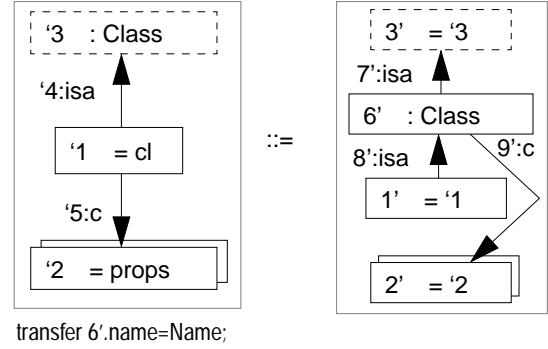 ‘3 : Class
‘4:isa
‘1 = cl
‘5:c
‘2 = props
::=
3’ = ‘3
7’:isa
6’ : Class
9’:c
8’:isa
1’ = ‘1
2’ = ‘2
transfer 6’.name=Name;